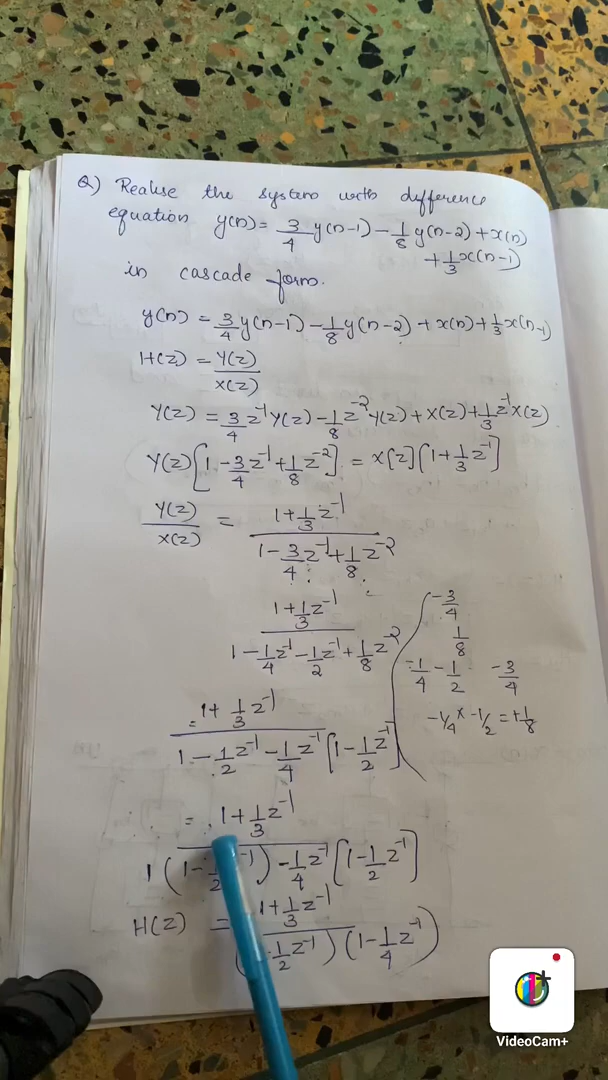 Q) Realise the system with difference
equation y(n) = 3/4 y(n-1) - 1/8 y(n-2) + x(n)
+ 1/3 x(n-1)
in cascade form.
y(n) = 3/4 y(n-1) - 1/8 y(n-2) + x(n) + 1/3 x(n-1)
H(z) = Y(z)/X(z)
Y(z) = 3/4 z⁻¹ Y(z) - 1/8 z⁻² Y(z) + X(z) + 1/3 z⁻¹ X(z)
Y(z) [1 - 3/4 z⁻¹ + 1/8 z⁻²] = X[z] [1 + 1/3 z⁻¹]
Y(z)/X(z) = 1 + 1/3 z⁻¹
1 - 3/4 z⁻¹ + 1/8 z⁻²
1 + 1/3 z⁻¹
1 - 1/4 z⁻¹ - 1/2 z⁻¹ + 1/8 z⁻²
-3/4
1/8
-1/4 - 1/2 -3/4
-1/4 × -1/2 = +1/8
= 1 + 1/3 z⁻¹
1 - 1/2 z⁻¹ - 1/4 z⁻¹ [1 - 1/2 z⁻¹]
= 1 + 1/3 z⁻¹
1 (1 - 1/2 ⁻¹) - 1/4 z⁻¹ [1 - 1/2 z⁻¹]
H(z) = 1 + 1/3 z⁻¹
( - 1/2 z⁻¹) (1 - 1/4 z⁻¹)
VideoCam+